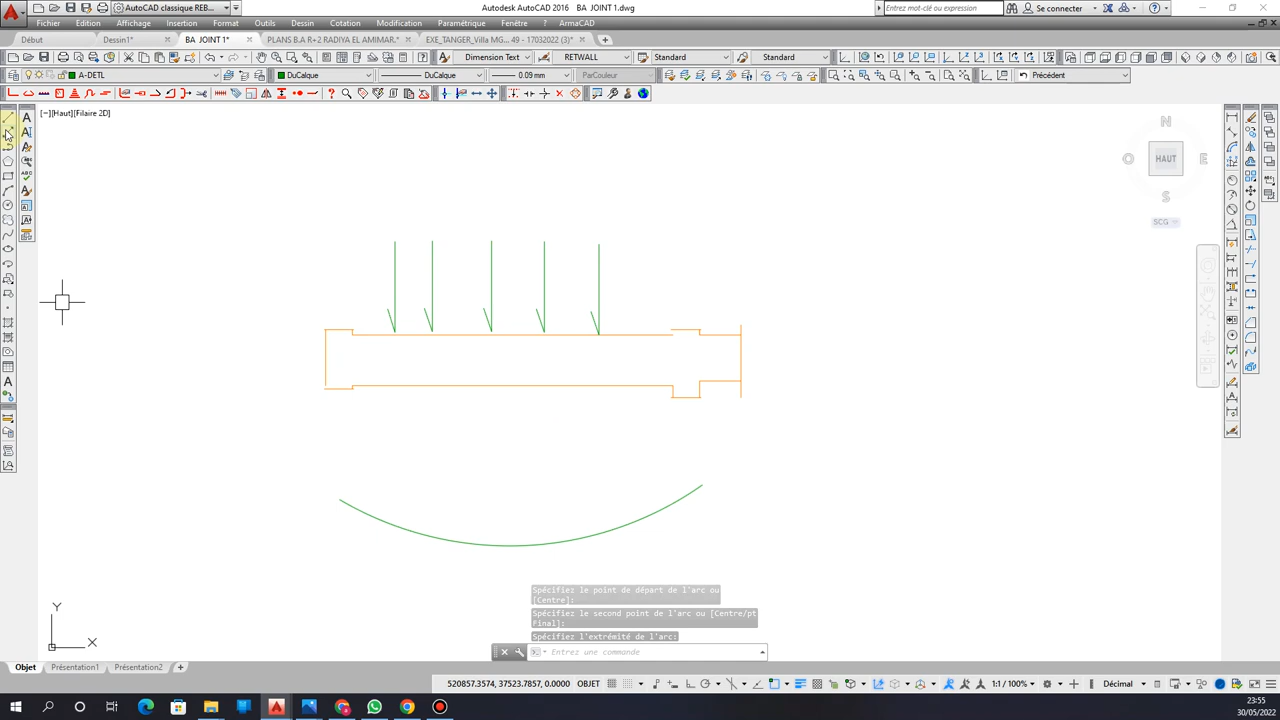 AutoCAD classique REB...
Autodesk AutoCAD 2016 BA_JOINT 1.dwg
Entrez mot-clé ou expression
Se connecter
Fichier Edition Affichage Insertion Format Outils Dessin Cotation Modification Paramétrique Fenêtre ? ArmaCAD
Début Dessin1* BA_JOINT 1* PLANS B.A R+2 RADIYA EL AMIMAR.* EXE_TANGER_Villa MG... 49 - 17032022 (3)*
Dimension Text RETWALL Standard Standard
A-DETL DuCalque DuCalque 0.09 mm ParCouleur Précédent
[−][Haut][Filaire 2D]
N
O HAUT E
S
SCG
Spécifiez le point de départ de l'arc ou
[Centre]:
Spécifiez le second point de l'arc ou [Centre/pt
Final]:
Spécifiez l'extrémité de l'arc:
Y
X
Entrez une commande
Objet Présentation1 Présentation2
520857.3574, 37523.7857, 0.0000 OBJET 1:1 / 100% Décimal
23:55
30/05/2022